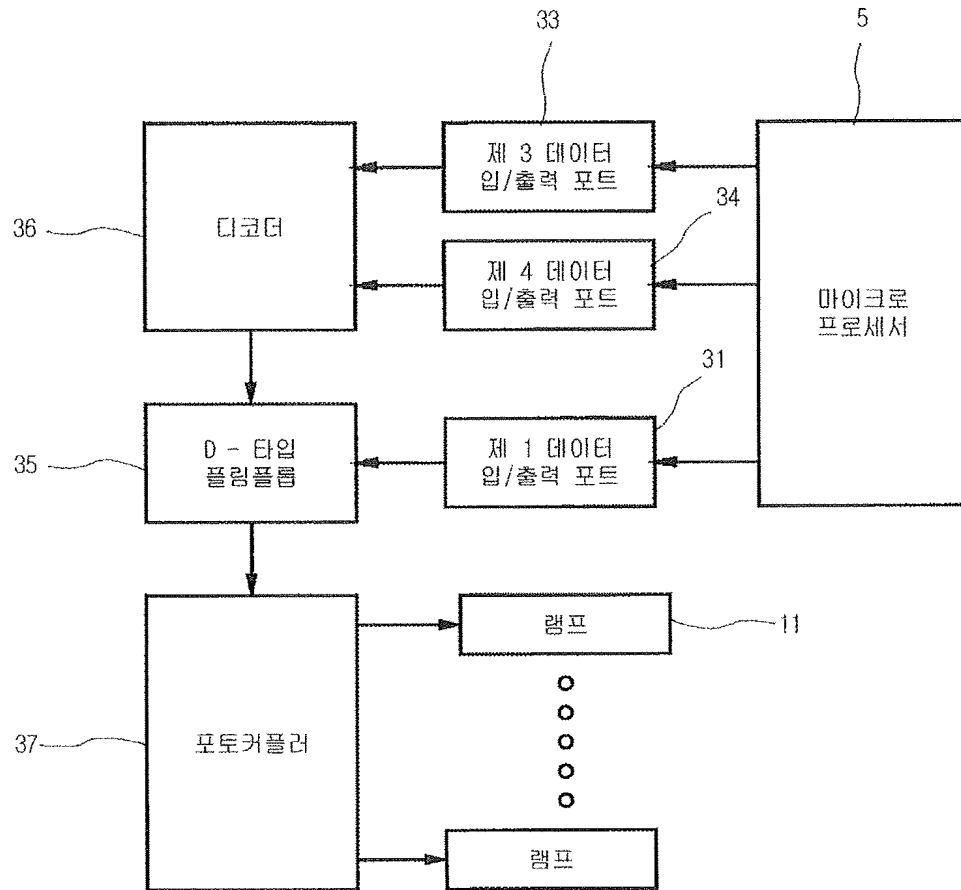 33
5
제 3 데이터
입/출력 포트
34
36
디코더
제 4 데이터
입/출력 포트
마이크로
프로세서
31
35
D - 타입
플립플롭
제 1 데이터
입/출력 포트
램프
11
37
포토커플러
램프